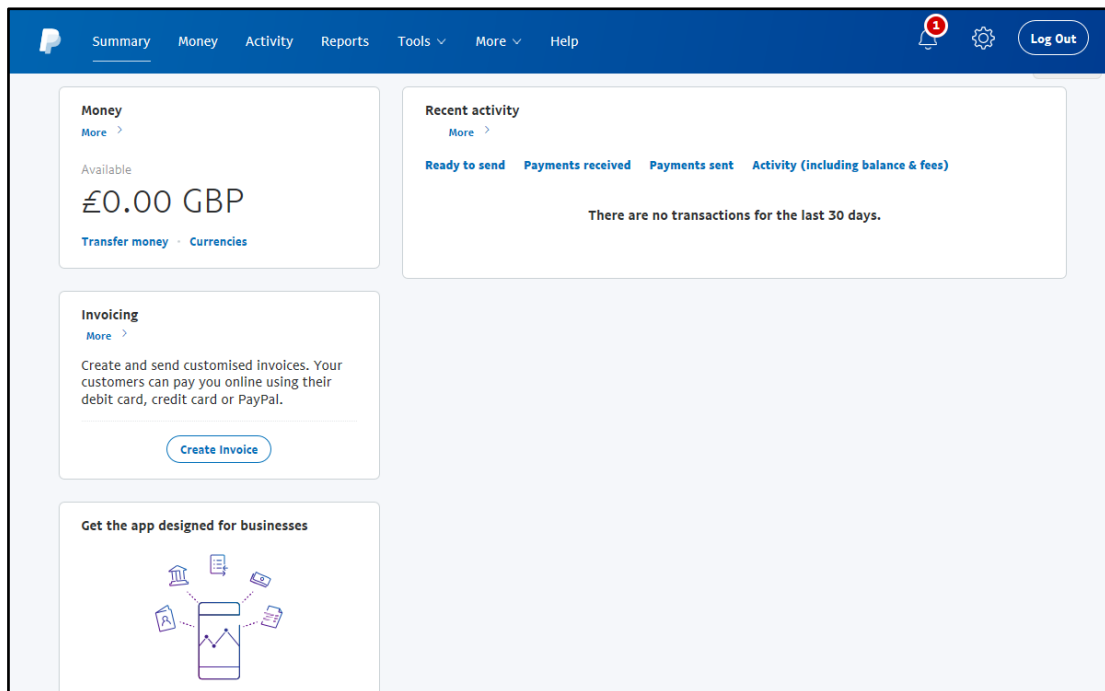 Summary Money Activity Reports Tools More Help 1 Log Out
Money
More
Available
£0.00 GBP
Transfer money · Currencies
Recent activity
More
Ready to send Payments received Payments sent Activity (including balance & fees)
There are no transactions for the last 30 days.
Invoicing
More
Create and send customised invoices. Your
customers can pay you online using their
debit card, credit card or PayPal.
Create Invoice
Get the app designed for businesses